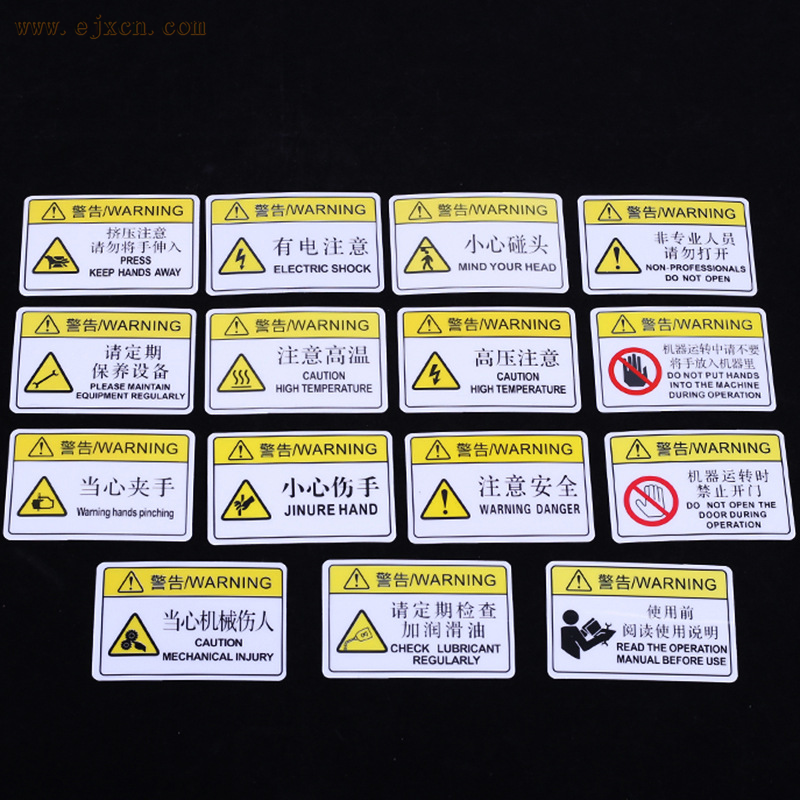 www.ejxcn.com
警告/WARNING
挤压注意
请勿将手伸入
PRESS
KEEP HANDS AWAY
警告/WARNING
有电注意
ELECTRIC SHOCK
警告/WARNING
小心碰头
MIND YOUR HEAD
警告/WARNING
非专业人员
请勿打开
NON-PROFESSIONALS
DO NOT OPEN
警告/WARNING
请定期
保养设备
PLEASE MAINTAIN
EQUIPMENT REGULARLY
警告/WARNING
注意高温
CAUTION
HIGH TEMPERATURE
警告/WARNING
高压注意
CAUTION
HIGH TEMPERATURE
警告/WARNING
机器运转中请不要
将手放入机器里
DO NOT PUT HANDS
INTO THE MACHINE
DURING OPERATION
警告/WARNING
当心夹手
Warning hands pinching
警告/WARNING
小心伤手
JINURE HAND
警告/WARNING
注意安全
WARNING DANGER
警告/WARNING
机器运转时
禁止开门
DO NOT OPEN THE
DOOR DURING
OPERATION
警告/WARNING
当心机械伤人
CAUTION
MECHANICAL INJURY
警告/WARNING
请定期检查
加润滑油
CHECK LUBRICANT
REGULARLY
警告/WARNING
使用前
阅读使用说明
READ THE OPERATION
MANUAL BEFORE USE